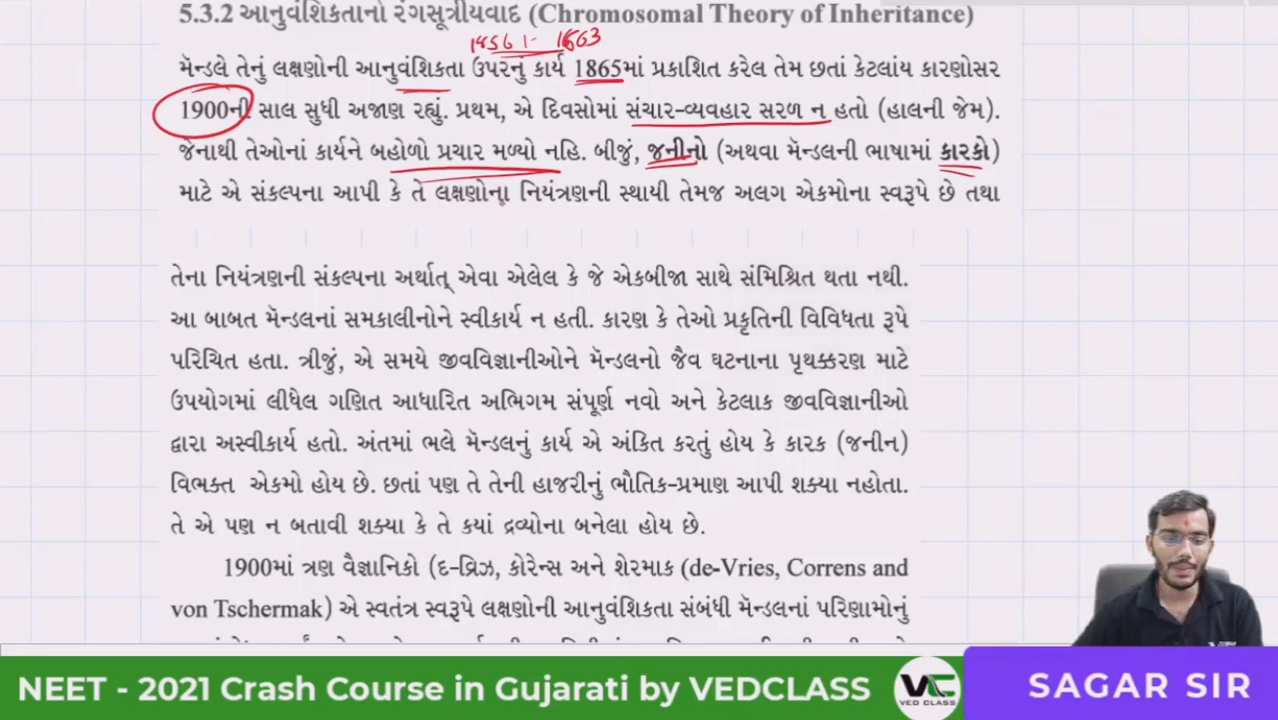 5.3.2 આનુવંશિકતાનો રંગસૂત્રીયવાદ (Chromosomal Theory of Inheritance)
1856 - 1863
મૅન્ડલે તેનું લક્ષણોની આનુવંશિકતા ઉપરનું કાર્ય 1865માં પ્રકાશિત કરેલ તેમ છતાં કેટલાંય કારણોસર
1900ની સાલ સુધી અજાણ રહ્યું. પ્રથમ, એ દિવસોમાં સંચાર-વ્યવહાર સરળ ન હતો (હાલની જેમ).
જેનાથી તેઓનાં કાર્યને બહોળો પ્રચાર મળ્યો નહિ. બીજું, જનીનો (અથવા મૅન્ડલની ભાષામાં કારકો)
માટે એ સંકલ્પના આપી કે તે લક્ષણોના નિયંત્રણની સ્થાયી તેમજ અલગ એકમોના સ્વરૂપે છે તથા
તેના નિયંત્રણની સંકલ્પના અર્થાત્ એવા એલેલ કે જે એકબીજા સાથે સંમિશ્રિત થતા નથી.
આ બાબત મૅન્ડલનાં સમકાલીનોને સ્વીકાર્ય ન હતી. કારણ કે તેઓ પ્રકૃતિની વિવિધતા રૂપે
પરિચિત હતા. ત્રીજું, એ સમયે જીવવિજ્ઞાનીઓને મૅન્ડલનો જૈવ ઘટનાના પૃથક્કરણ માટે
ઉપયોગમાં લીધેલ ગણિત આધારિત અભિગમ સંપૂર્ણ નવો અને કેટલાક જીવવિજ્ઞાનીઓ
દ્વારા અસ્વીકાર્ય હતો. અંતમાં ભલે મૅન્ડલનું કાર્ય એ અંકિત કરતું હોય કે કારક (જનીન)
વિભક્ત એકમો હોય છે. છતાં પણ તે તેની હાજરીનું ભૌતિક-પ્રમાણ આપી શક્યા નહોતા.
તે એ પણ ન બતાવી શક્યા કે તે કયાં દ્રવ્યોના બનેલા હોય છે.
1900માં ત્રણ વૈજ્ઞાનિકો (દ-વ્રિઝ, કોરેન્સ અને શેરમાક (de-Vries, Correns and
von Tschermak) એ સ્વતંત્ર સ્વરૂપે લક્ષણોની આનુવંશિકતા સંબંધી મૅન્ડલનાં પરિણામોનું
NEET - 2021 Crash Course in Gujarati by VEDCLASS
VC
VED CLASS
SAGAR SIR